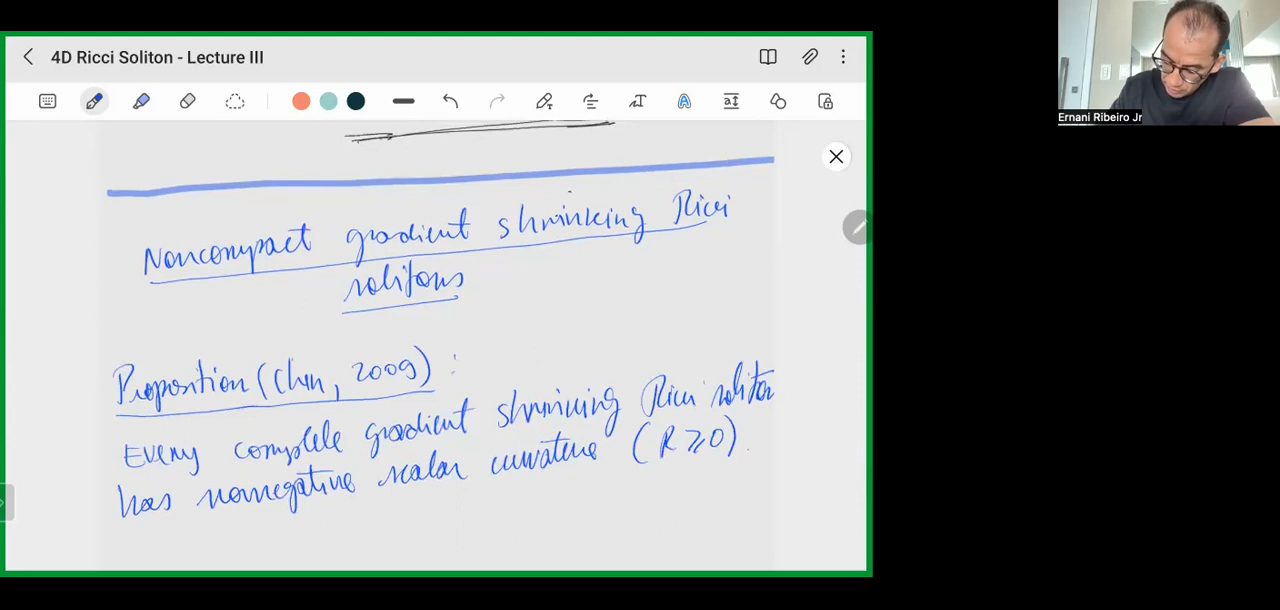 4D Ricci Soliton - Lecture III
Noncompact gradient shrinking Ricci
solitons
Proposition (Chen, 2009) :
Every complete gradient shrinking Ricci soliton
has nonnegative scalar curvature (R ≥ 0).
Ernani Ribeiro Jr